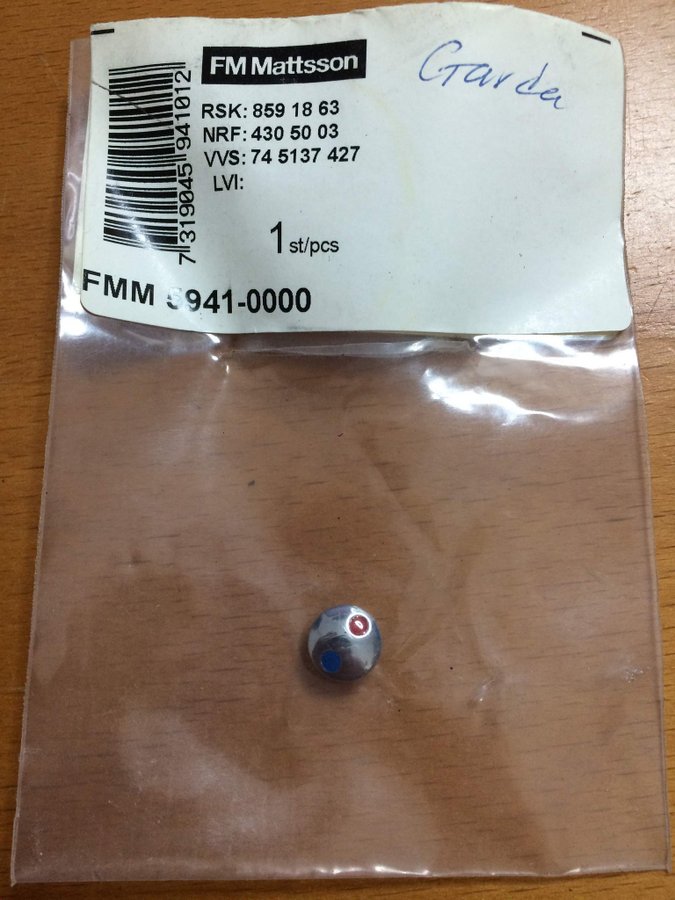 FM Mattsson
Garda
RSK: 859 18 63
NRF: 430 50 03
VVS: 74 5137 427
LVI:
1 st/pcs
7 319045 941012
FMM 5941-0000